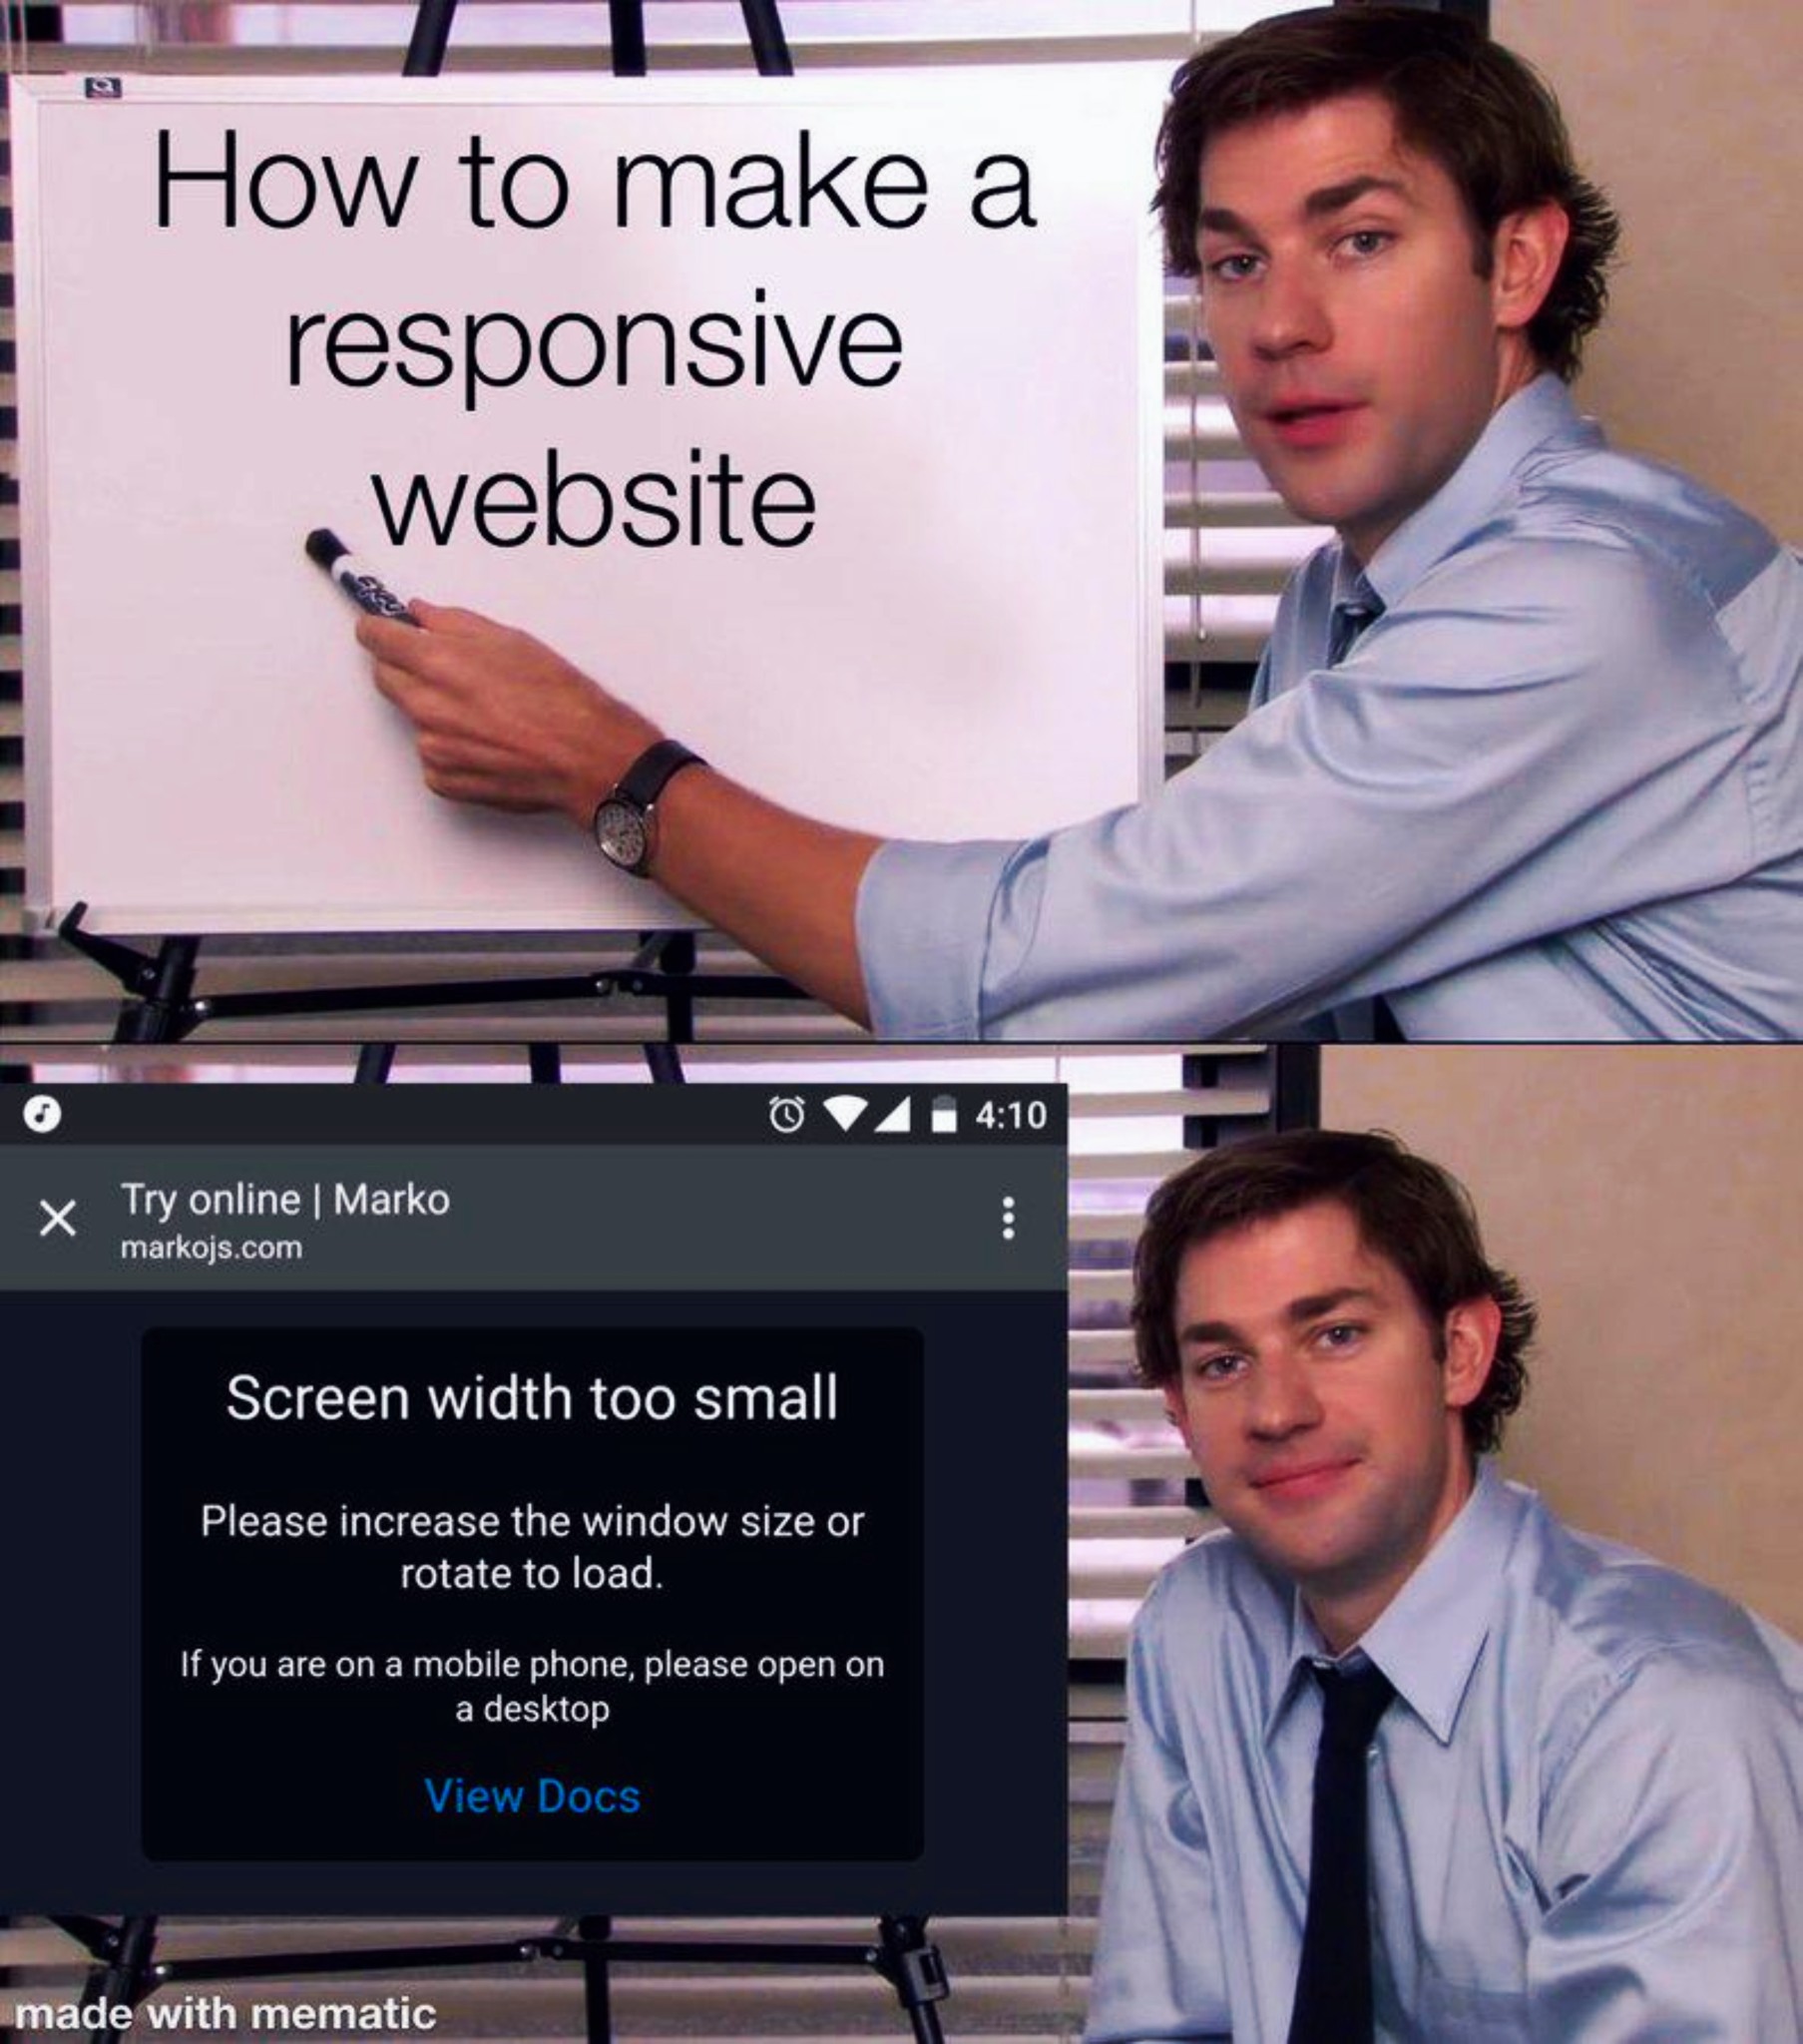 How to make a
responsive
website
4:10
Try online | Marko
markojs.com
Screen width too small
Please increase the window size or
rotate to load.
If you are on a mobile phone, please open on
a desktop
View Docs
made with mematic